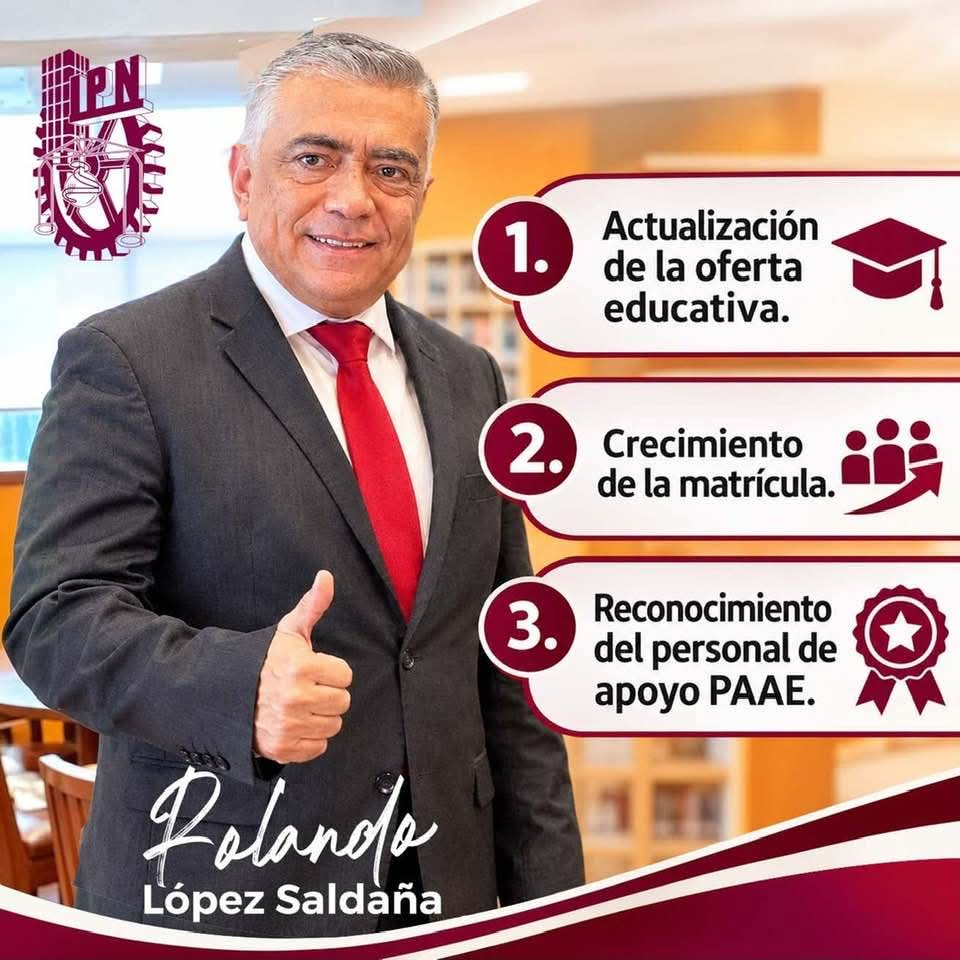 IPN
1.
Actualización
de la oferta
educativa.
2.
Crecimiento
de la matrícula.
3.
Reconocimiento
del personal de
apoyo PAAE.
Rolando
López Saldaña